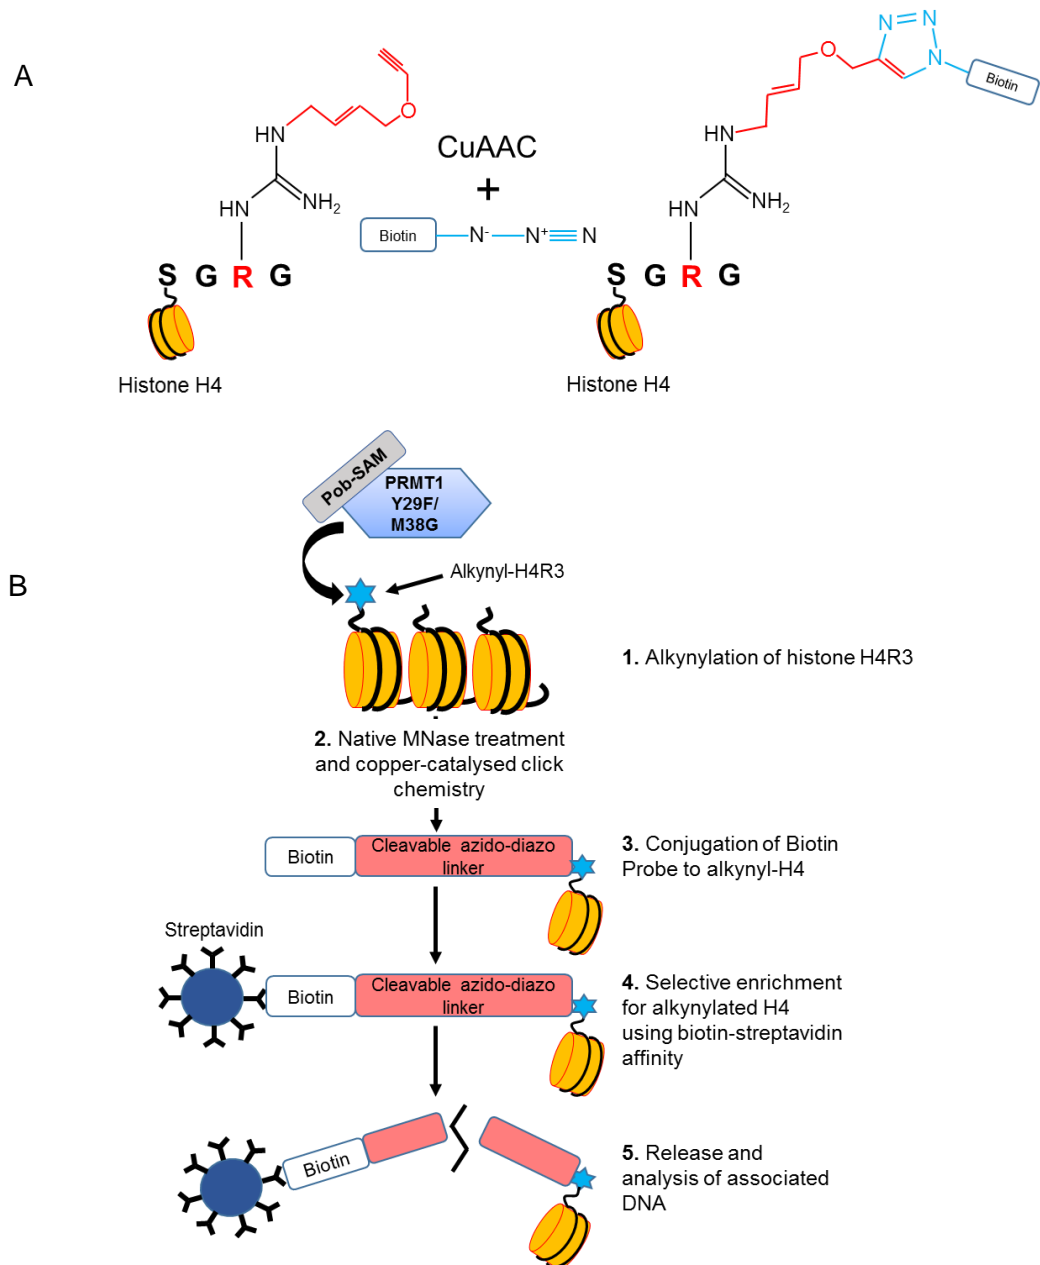 A
HN
O
HN
NH2
S G R G
Histone H4
CuAAC
+
Biotin N- N+ N
N N
N
O
Biotin
HN
HN
NH2
S G R G
Histone H4
B
Pob-SAM
PRMT1
Y29F/
M38G
Alkynyl-H4R3
1. Alkynylation of histone H4R3
2. Native MNase treatment
and copper-catalysed click
chemistry
Biotin
Cleavable azido-diazo
linker
3. Conjugation of Biotin
Probe to alkynyl-H4
Streptavidin
Biotin
Cleavable azido-diazo
linker
4. Selective enrichment
for alkynylated H4
using biotin-streptavidin
affinity
Biotin
5. Release and
analysis of associated
DNA